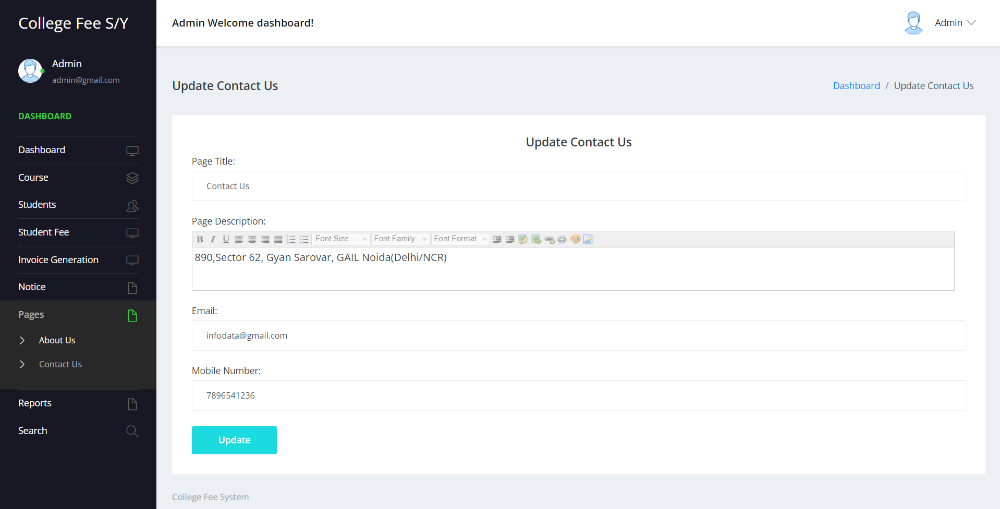 College Fee S/Y
Admin
admin@gmail.com
DASHBOARD
Dashboard
Course
Students
Student Fee
Invoice Generation
Notice
Pages
About Us
Contact Us
Reports
Search
Admin Welcome dashboard!
Admin
Update Contact Us
Dashboard / Update Contact Us
Update Contact Us
Page Title:
Contact Us
Page Description:
B I U Font Size... Font Family. Font Format
890,Sector 62, Gyan Sarovar, GAIL Noida(Delhi/NCR)
Email:
infodata@gmail.com
Mobile Number:
7896541236
Update
College Fee System